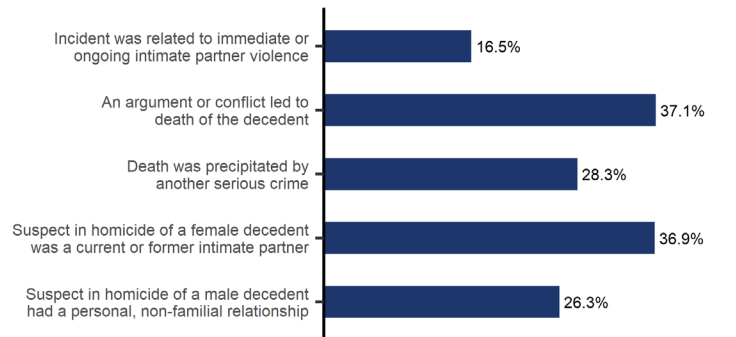 Incident was related to immediate or
ongoing intimate partner violence
16.5%
An argument or conflict led to
death of the decedent
37.1%
Death was precipitated by
another serious crime
28.3%
Suspect in homicide of a female decedent
was a current or former intimate partner
36.9%
Suspect in homicide of a male decedent
had a personal, non-familial relationship
26.3%